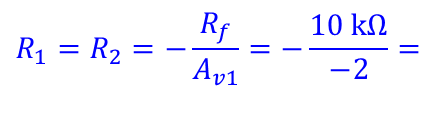 R₁ = R₂ = −R_f/A_v1 = −10 kΩ/−2 =